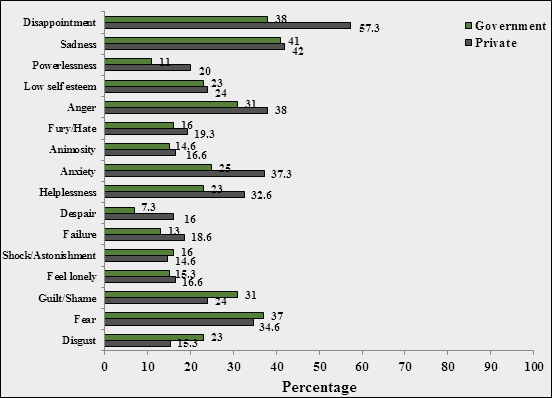 Disappointment 38 Government
57.3 Private
Sadness 41
42
Powerlessness 11
20
Low self esteem 23
24
Anger 31
38
Fury/Hate 16
19.3
Animosity 14.6
16.6
Anxiety 25
37.3
Helplessness 23
32.6
Despair 7.3
16
Failure 13
18.6
Shock/Astonishment 16
14.6
Feel lonely 15.3
16.6
Guilt/Shame 31
24
Fear 37
34.6
Disgust 23
15.3
0 10 20 30 40 50 60 70 80 90 100
Percentage